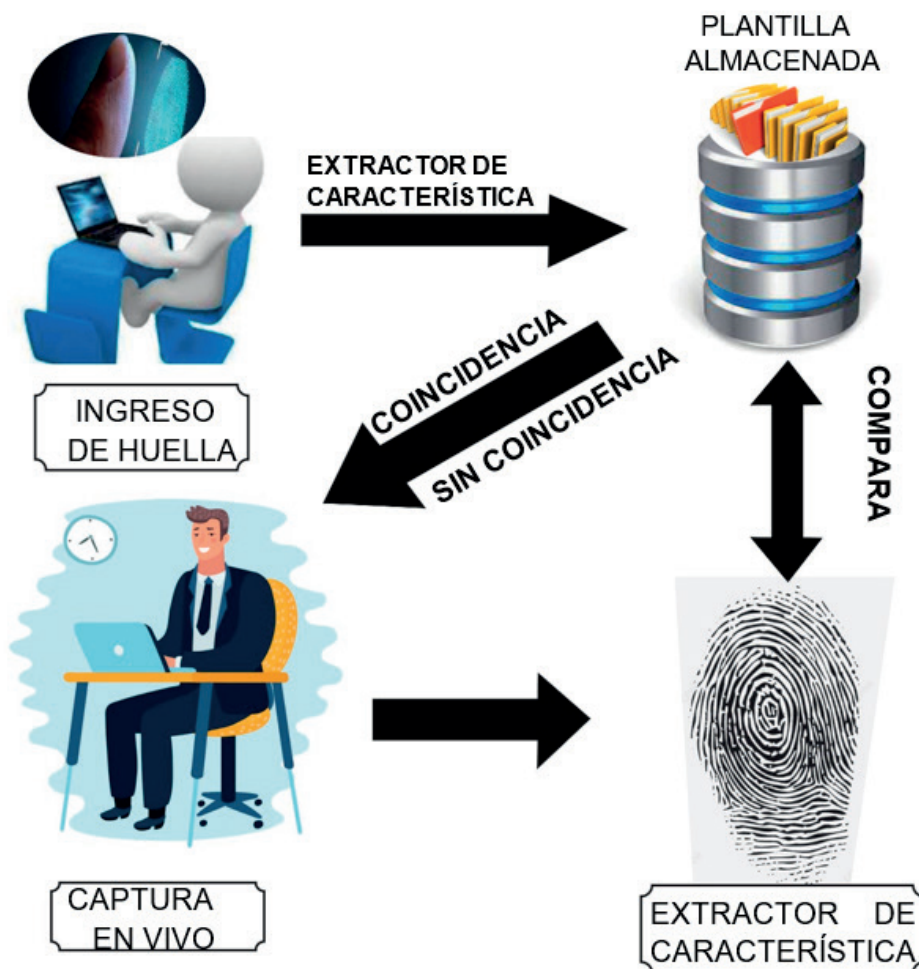 PLANTILLA
ALMACENADA
EXTRACTOR DE
CARACTERÍSTICA
COINCIDENCIA
SIN COINCIDENCIA
COMPARA
INGRESO
DE HUELLA
CAPTURA
EN VIVO
EXTRACTOR DE
CARACTERÍSTICA